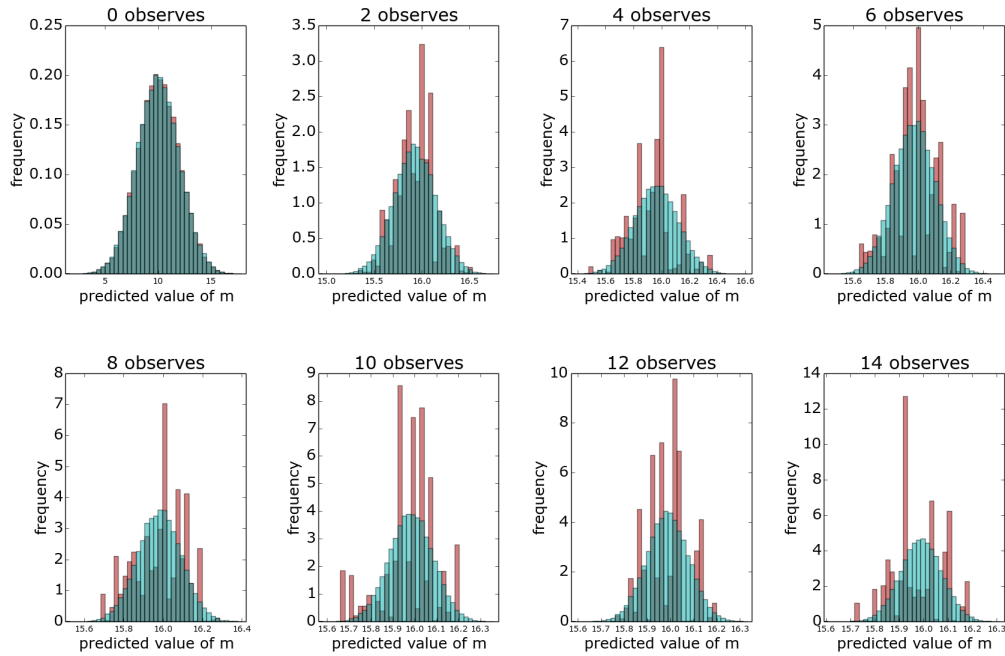 0 observes
0.25
0.20
0.15
0.10
0.05
0.00
frequency
5 10 15
predicted value of m
2 observes
3.5
3.0
2.5
2.0
1.5
1.0
0.5
0.0
frequency
15.0 15.5 16.0 16.5
predicted value of m
4 observes
7
6
5
4
3
2
1
0
frequency
15.4 15.6 15.8 16.0 16.2 16.4 16.6
predicted value of m
6 observes
5
4
3
2
1
0
frequency
15.6 15.8 16.0 16.2 16.4
predicted value of m
8 observes
8
7
6
5
4
3
2
1
0
frequency
15.6 15.8 16.0 16.2 16.4
predicted value of m
10 observes
9
8
7
6
5
4
3
2
1
0
frequency
15.6 15.7 15.8 15.9 16.0 16.1 16.2 16.3
predicted value of m
12 observes
10
8
6
4
2
0
frequency
15.6 15.7 15.8 15.9 16.0 16.1 16.2 16.3
predicted value of m
14 observes
14
12
10
8
6
4
2
0
frequency
15.6 15.7 15.8 15.9 16.0 16.1 16.2 16.3
predicted value of m